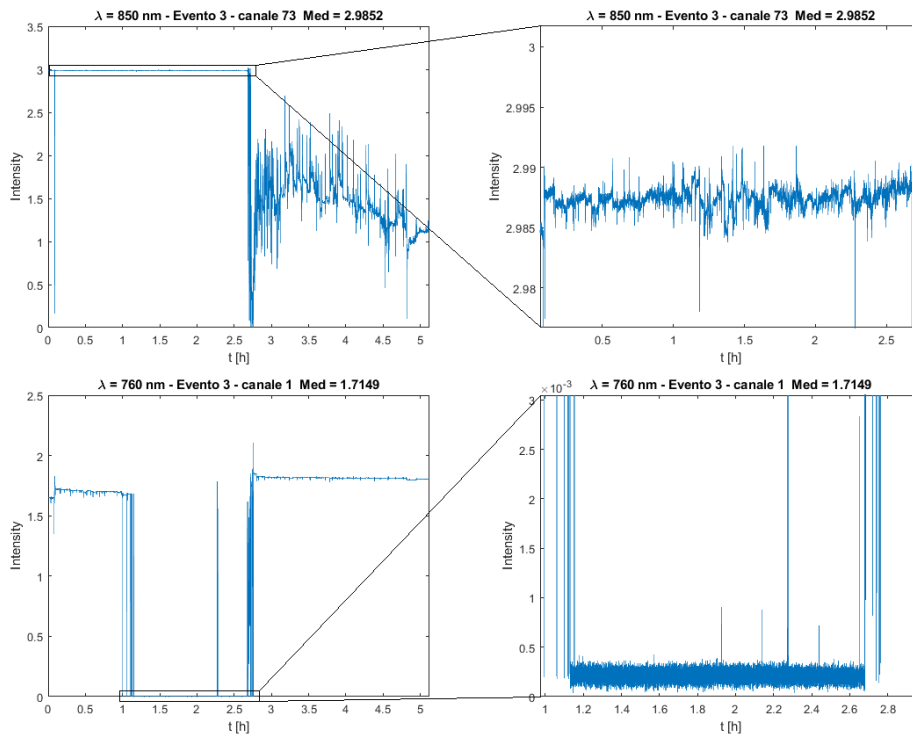 λ = 850 nm - Evento 3 - canale 73 Med = 2.9852
3.5
3
2.5
2
1.5
1
0.5
0
Intensity
0 0.5 1 1.5 2 2.5 3 3.5 4 4.5 5
t [h]
λ = 850 nm - Evento 3 - canale 73 Med = 2.9852
3
2.995
2.99
2.985
2.98
Intensity
0.5 1 1.5 2 2.5
t [h]
λ = 760 nm - Evento 3 - canale 1 Med = 1.7149
2.5
2
1.5
1
0.5
0
Intensity
0 0.5 1 1.5 2 2.5 3 3.5 4 4.5 5
t [h]
λ = 760 nm - Evento 3 - canale 1 Med = 1.7149
× 10⁻³
3
2.5
2
1.5
1
0.5
0
Intensity
1 1.2 1.4 1.6 1.8 2 2.2 2.4 2.6 2.8
t [h]